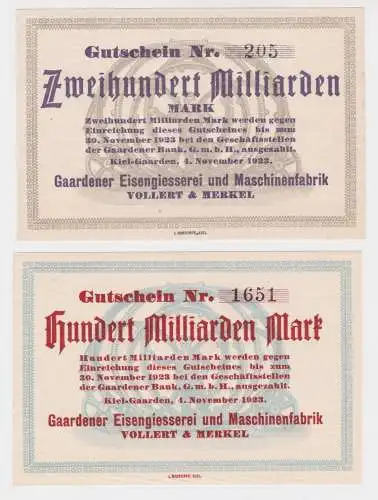 Gutschein Nr. 205
Zweihundert Milliarden
MARK
Zweihundert Milliarden Mark werden gegen
Einreichung dieses Gutscheines bis zum
30. November 1923 bei den Geschäftsstellen
der Gaardener Bank, G. m. b. H., ausgezahlt.
Kiel-Gaarden, 4. November 1923.
Gaardener Eisengiesserei und Maschinenfabrik
VOLLERT & MERKEL
Gutschein Nr. 1651
Hundert Milliarden Mark
Hundert Milliarden Mark werden gegen
Einreichung dieses Gutscheines bis zum
30. November 1923 bei den Geschäftsstellen
der Gaardener Bank, G. m. b. H., ausgezahlt.
Kiel-Gaarden, 4. November 1923.
Gaardener Eisengiesserei und Maschinenfabrik
VOLLERT & MERKEL